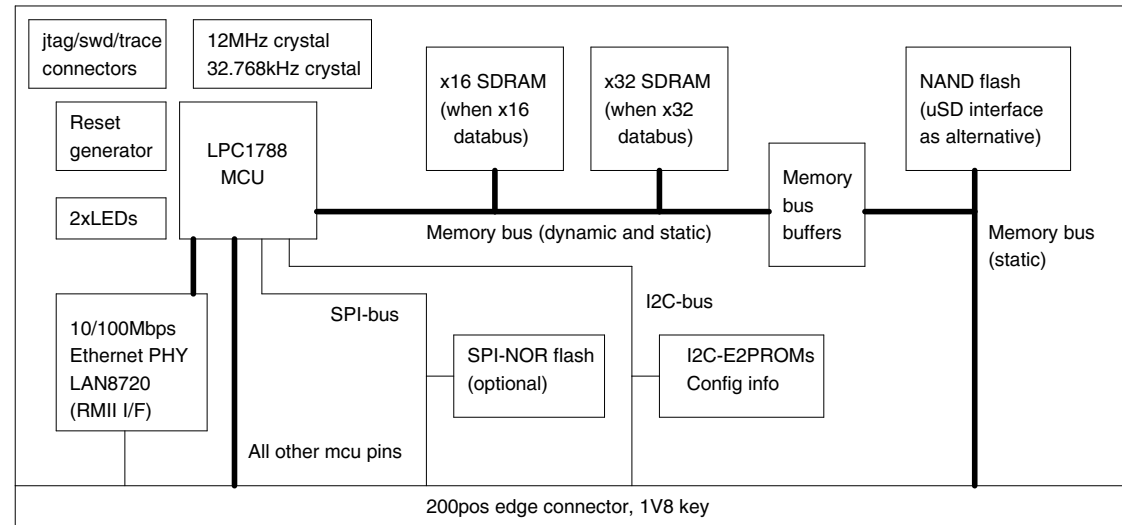 jtag/swd/trace
connectors
12MHz crystal
32.768kHz crystal
x16 SDRAM
(when x16
databus)
x32 SDRAM
(when x32
databus)
NAND flash
(uSD interface
as alternative)
Reset
generator
LPC1788
MCU
Memory
bus
buffers
2xLEDs
Memory bus (dynamic and static)
Memory bus
(static)
SPI-bus
I2C-bus
10/100Mbps
Ethernet PHY
LAN8720
(RMII I/F)
SPI-NOR flash
(optional)
I2C-E2PROMs
Config info
All other mcu pins
200pos edge connector, 1V8 key